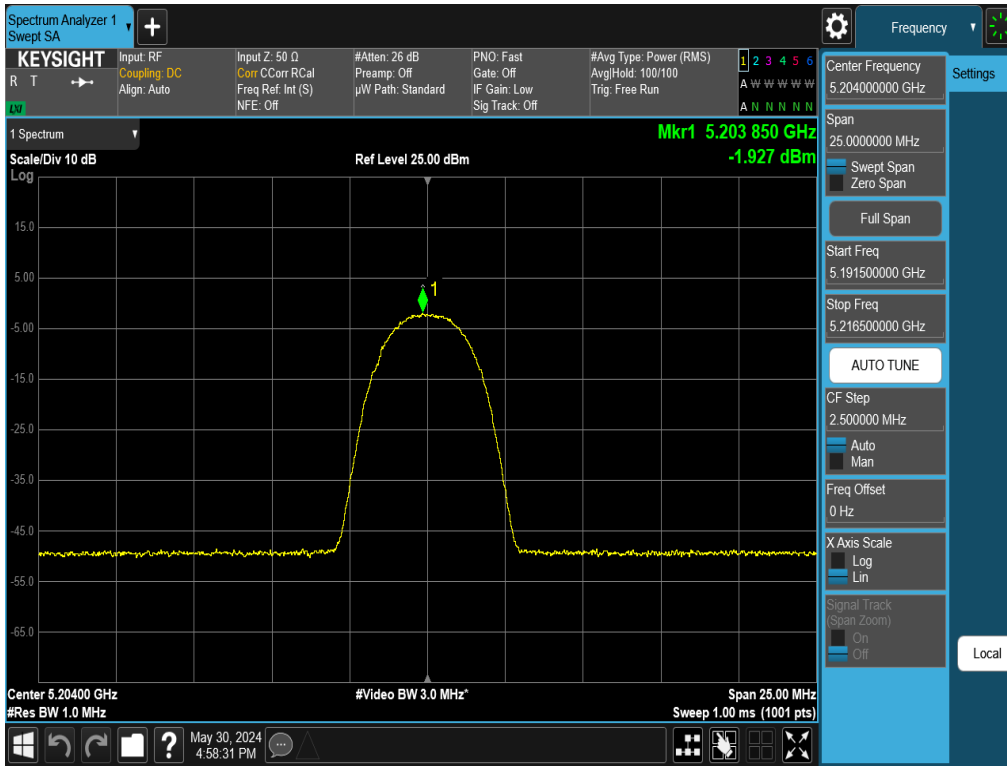 Spectrum Analyzer 1
Swept SA
Frequency
KEYSIGHT
R T
LXI
Input: RF
Coupling: DC
Align: Auto
Input Z: 50 Ω
Corr CCorr RCal
Freq Ref: Int (S)
NFE: Off
#Atten: 26 dB
Preamp: Off
µW Path: Standard
PNO: Fast
Gate: Off
IF Gain: Low
Sig Track: Off
#Avg Type: Power (RMS)
Avg|Hold: 100/100
Trig: Free Run
1 2 3 4 5 6
A W W W W W
A N N N N N
1 Spectrum
Mkr1 5.203 850 GHz
-1.927 dBm
Scale/Div 10 dB
Ref Level 25.00 dBm
Log
15.0
5.00
-5.00
-15.0
-25.0
-35.0
-45.0
-55.0
-65.0
1
Center 5.20400 GHz
#Video BW 3.0 MHz*
Span 25.00 MHz
#Res BW 1.0 MHz
Sweep 1.00 ms (1001 pts)
Center Frequency
5.204000000 GHz
Settings
Span
25.0000000 MHz
Swept Span
Zero Span
Full Span
Start Freq
5.191500000 GHz
Stop Freq
5.216500000 GHz
AUTO TUNE
CF Step
2.500000 MHz
Auto
Man
Freq Offset
0 Hz
X Axis Scale
Log
Lin
Signal Track
(Span Zoom)
On
Off
Local
?
May 30, 2024
4:58:31 PM